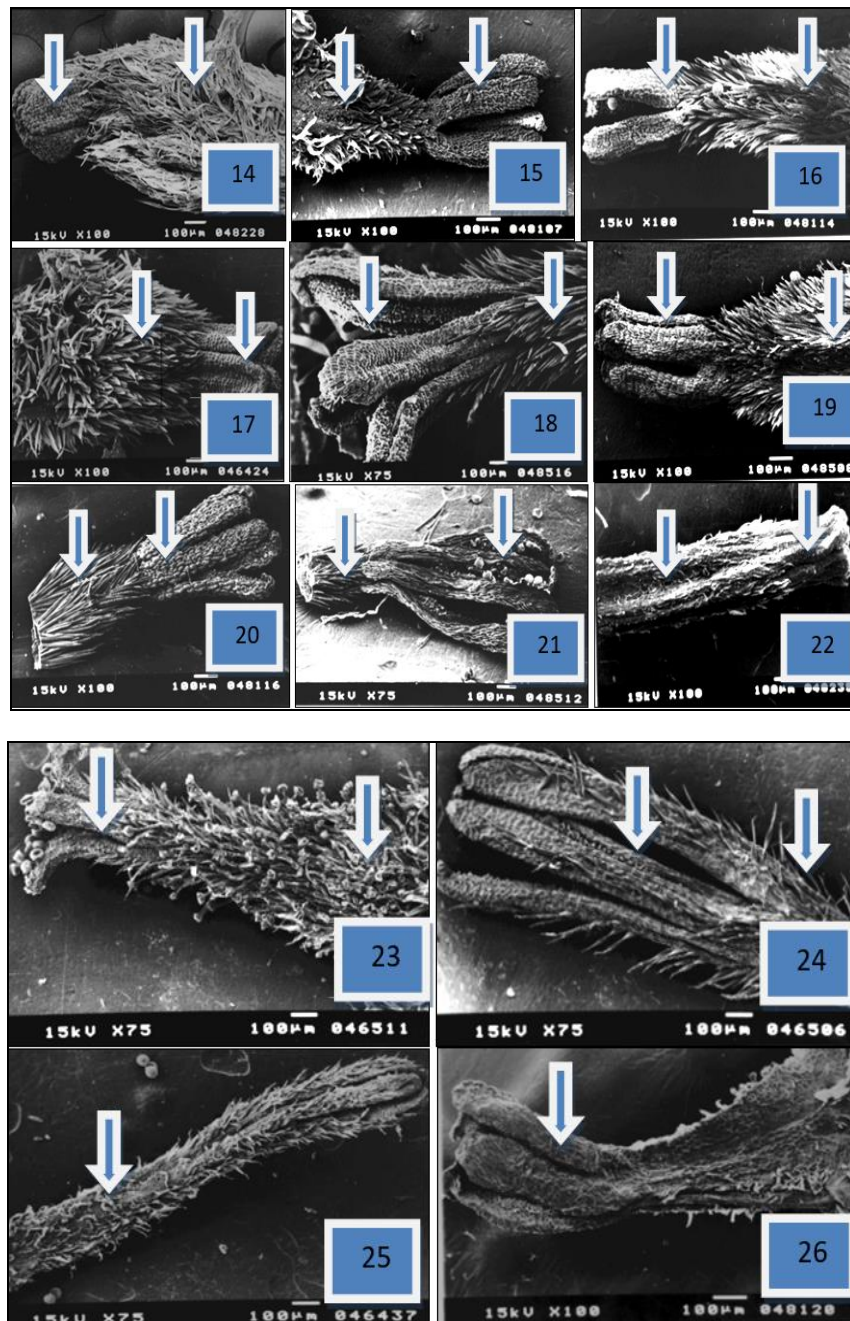 14
15kV X100 100µm 048228
15
15kV X100 100µm 048107
16
15kV X100 100µm 048114
17
15kV X100 100µm 046424
18
15kV X75 100µm 048516
19
15kV X100 100µm
20
15kV X100 100µm 048116
21
15kV X75 100µm 048512
22
15kV X100 100µm
23
15kV X75 100µm 046511
24
15kV X75 100µm 046506
25
15kV X75 100µm 046437
26
15kV X100 100µm 048120